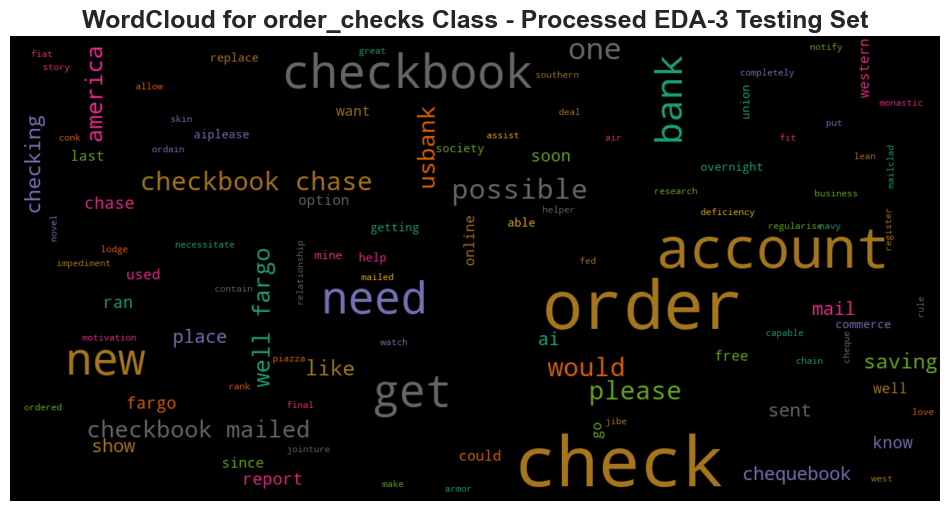 WordCloud for order_checks Class - Processed EDA-3 Testing Set
fiat
story
america
allow
replace
great
checkbook
one
southern
bank
completely
union
western
notify
monastic
conk
last
skin
ordain
aiplease
want
usbank
society
assist
deal
air
soon
put
fit
lean
mailclad
checking
checkbook chase
option
chase
possible
helper
able
overnight
research
business
deficiency
regularise
navy
register
novel
lodge
impediment
necessitate
well fargo
relationship
getting
online
mine
help
mailed
fed
account
used
contain
need
order
ran
mail
commerce
rule
motivation
place
watch
ai
capable
cheque
chain
free
saving
new
piazza
like
would
get
please
well
rank
ordered
fargo
final
jibe
go
sent
love
checkbook mailed
jointure
show
since
could
check
know
chequebook
report
make
armor
west